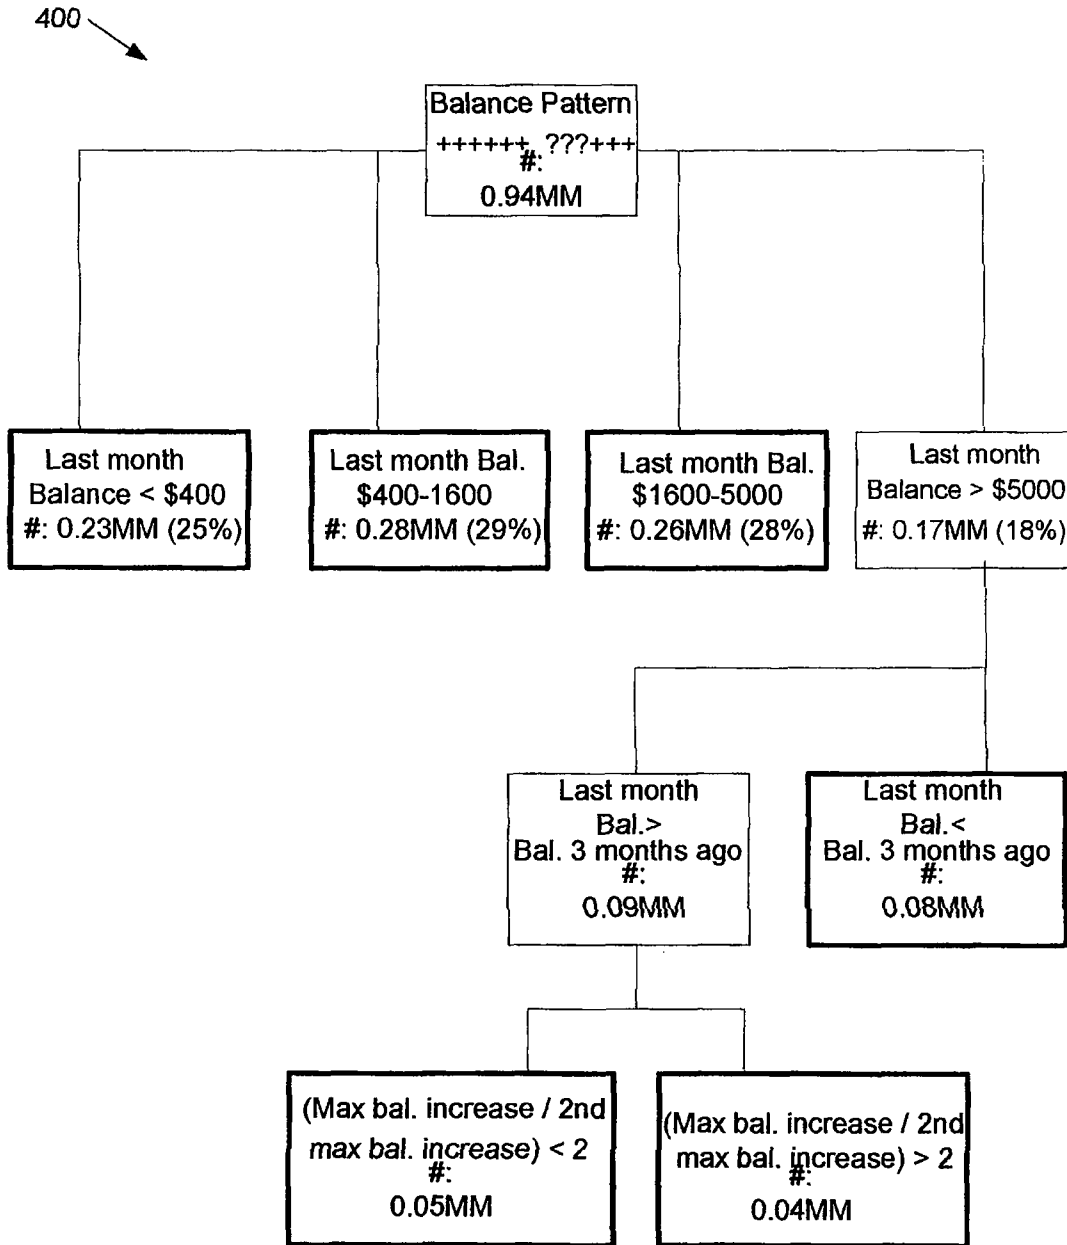 400
Balance Pattern
++++++, ???+++
#:
0.94MM
Last month
Balance < $400
#: 0.23MM (25%)
Last month Bal.
$400-1600
#: 0.28MM (29%)
Last month Bal.
$1600-5000
#: 0.26MM (28%)
Last month
Balance > $5000
#: 0.17MM (18%)
Last month
Bal.>
Bal. 3 months ago
#:
0.09MM
Last month
Bal.<
Bal. 3 months ago
#:
0.08MM
(Max bal. increase / 2nd
max bal. increase) < 2
#:
0.05MM
(Max bal. increase / 2nd
max bal. increase) > 2
#:
0.04MM